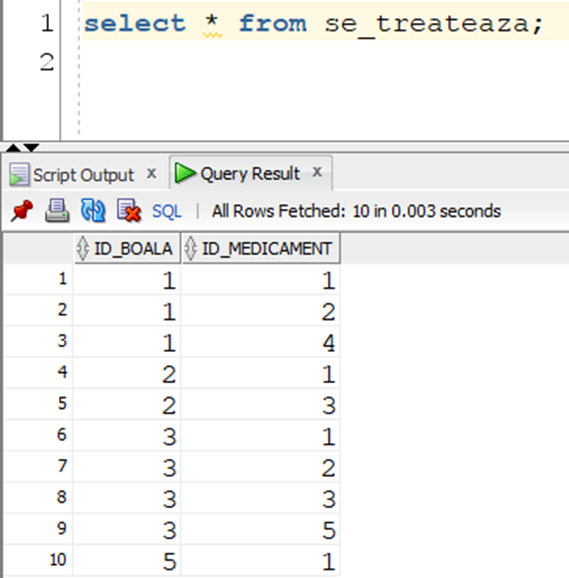 1 select * from se_treateaza;
2
Script Output x Query Result x
SQL | All Rows Fetched: 10 in 0.003 seconds
ID_BOALA ID_MEDICAMENT
1 1 1
2 1 2
3 1 4
4 2 1
5 2 3
6 3 1
7 3 2
8 3 3
9 3 5
10 5 1